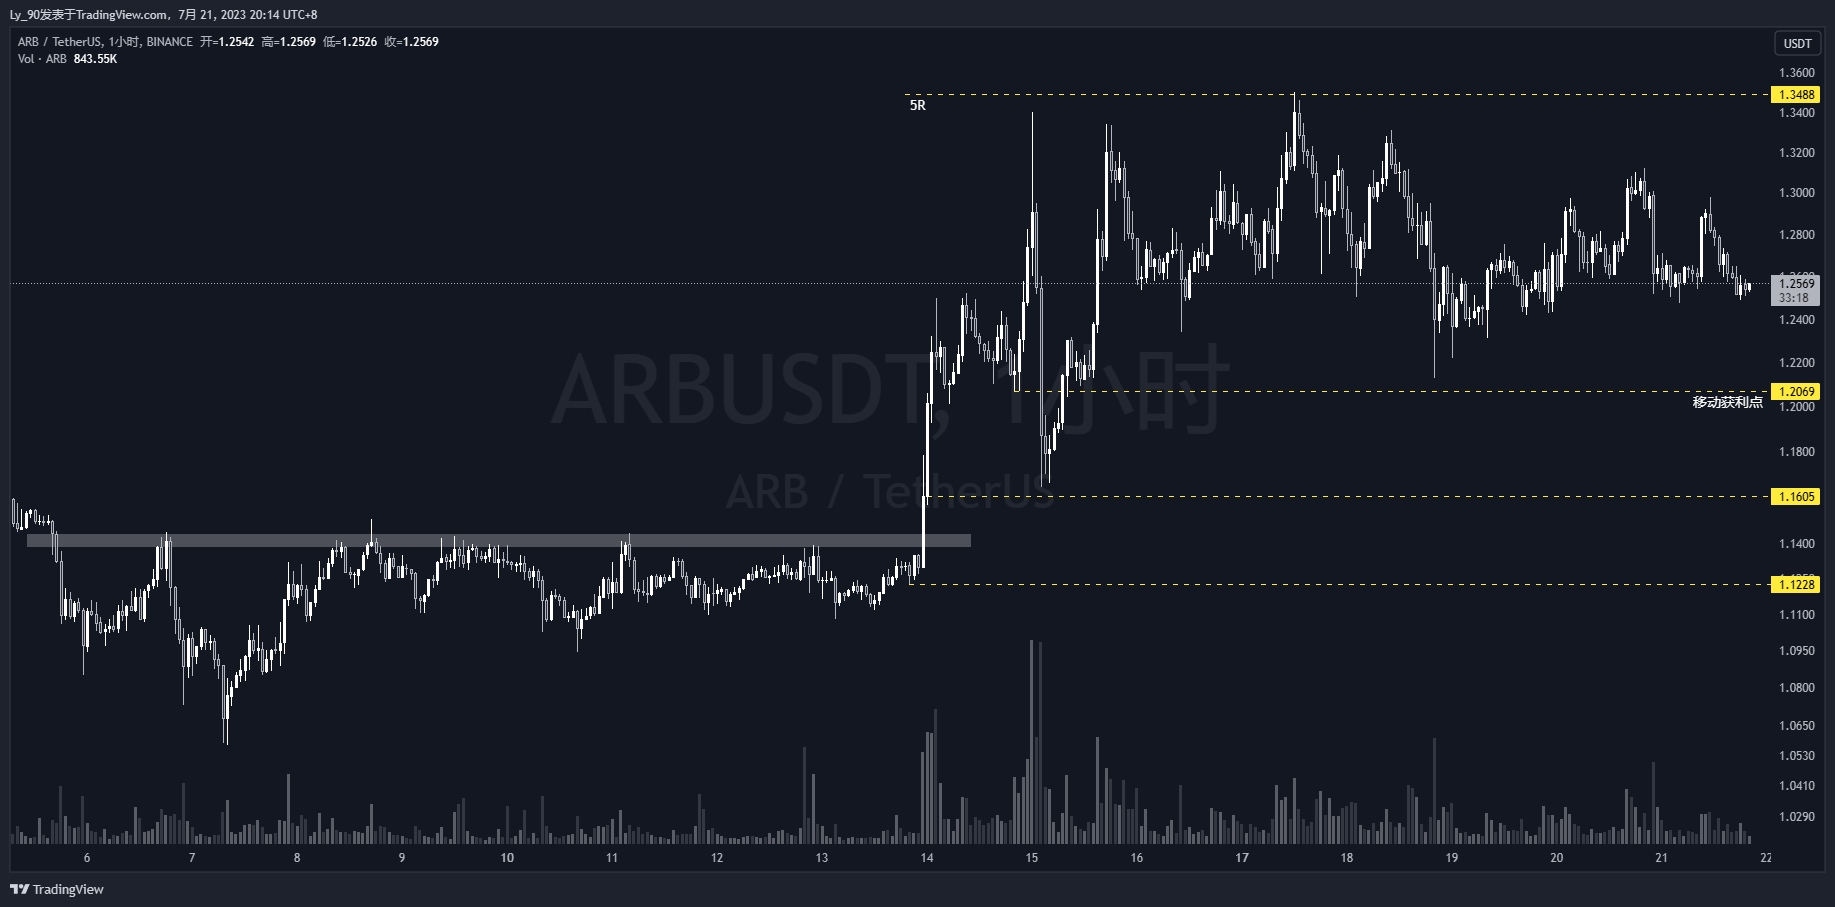 Ly_90发表于TradingView.com, 7月 21, 2023 20:14 UTC+8
ARB / TetherUS, 1小时, BINANCE 开=1.2542 高=1.2569 低=1.2526 收=1.2569
Vol · ARB 843.55K
USDT
1.3600
1.3488
5R
1.3400
1.3200
1.3000
1.2800
1.2569
33:18
1.2400
ARBUSDT, 1小时
1.2200
1.2069
移动获利点
1.2000
1.1800
ARB / TetherUS
1.1605
1.1400
1.1228
1.1100
1.0950
1.0800
1.0650
1.0530
1.0410
1.0290
6 7 8 9 10 11 12 13 14 15 16 17 18 19 20 21 22
TradingView